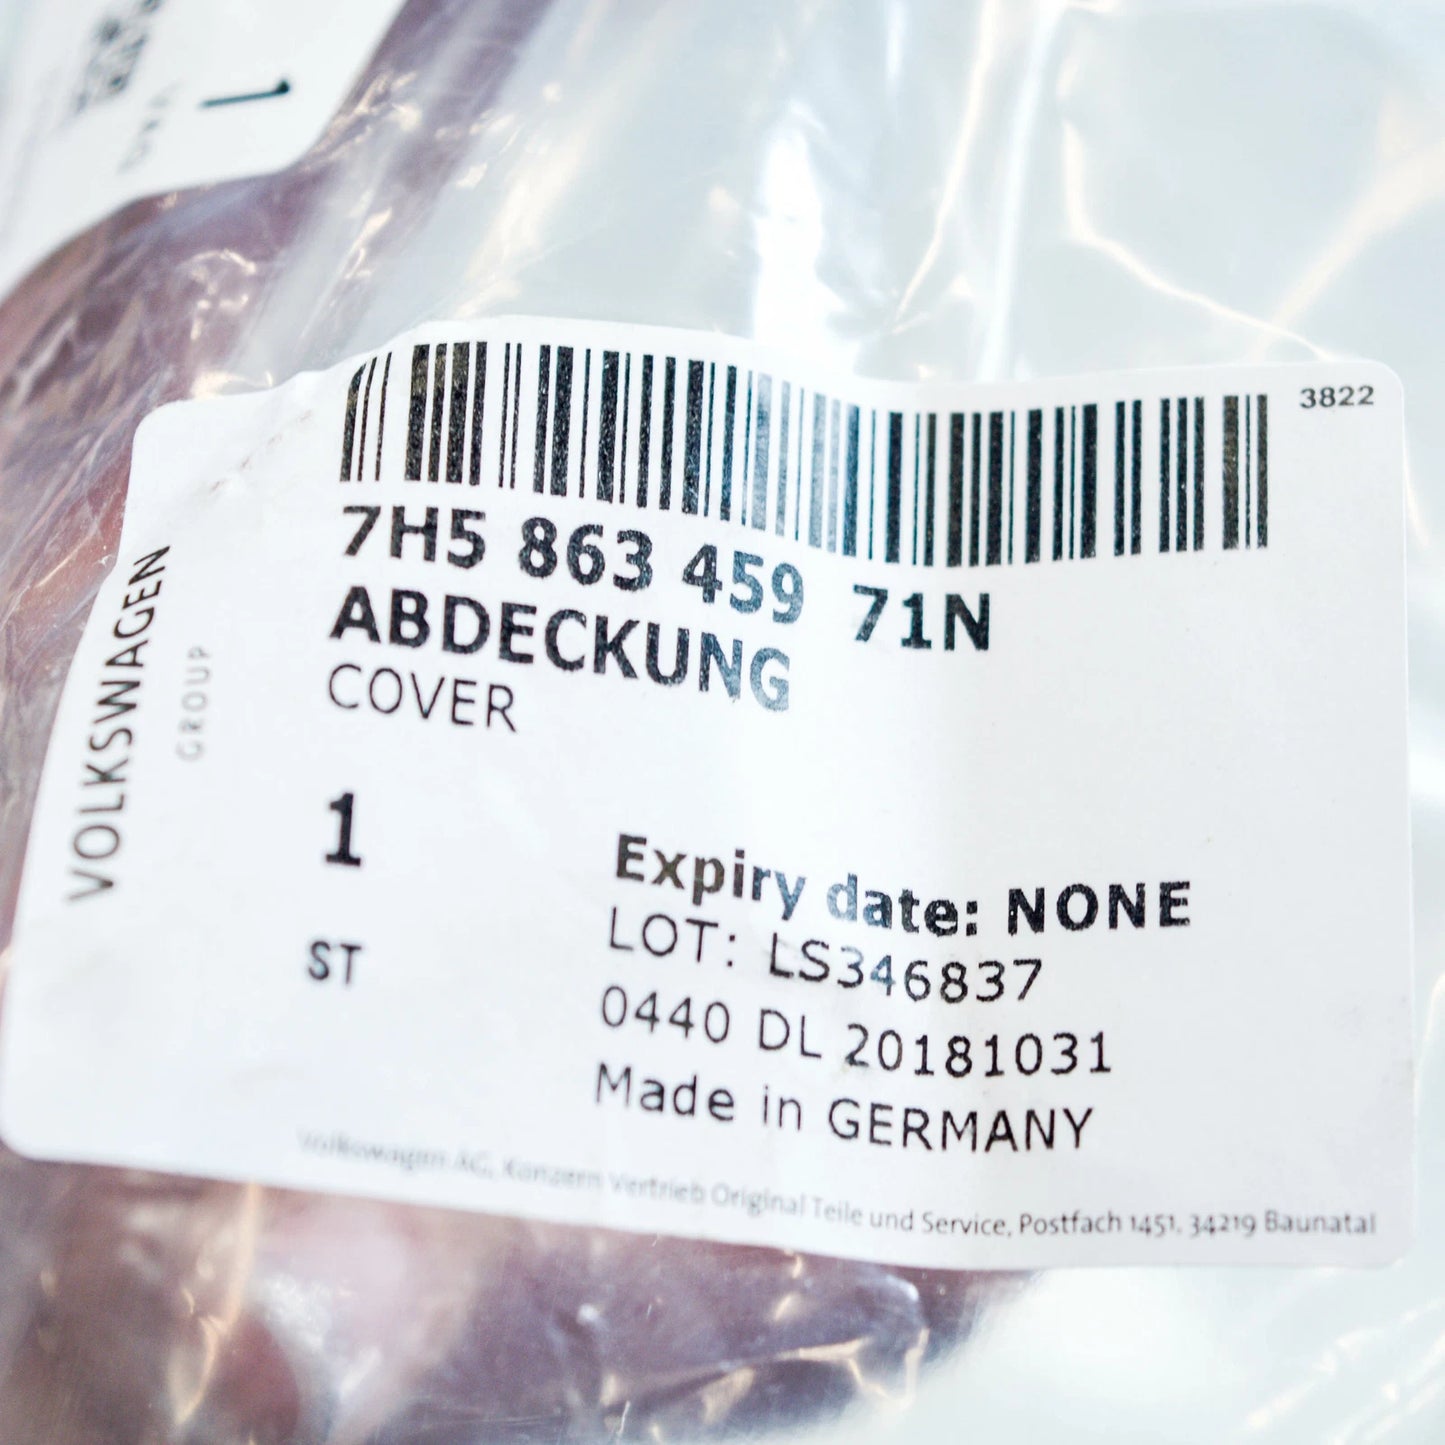 1
3822
7H5 863 459 71N
ABDECKUNG
COVER
VOLKSWAGEN
GROUP
1
ST
Expiry date: NONE
LOT: LS346837
0440 DL 20181031
Made in GERMANY
Volkswagen AG, Konzern Vertrieb Original Teile und Service, Postfach 1451, 34219 Baunatal